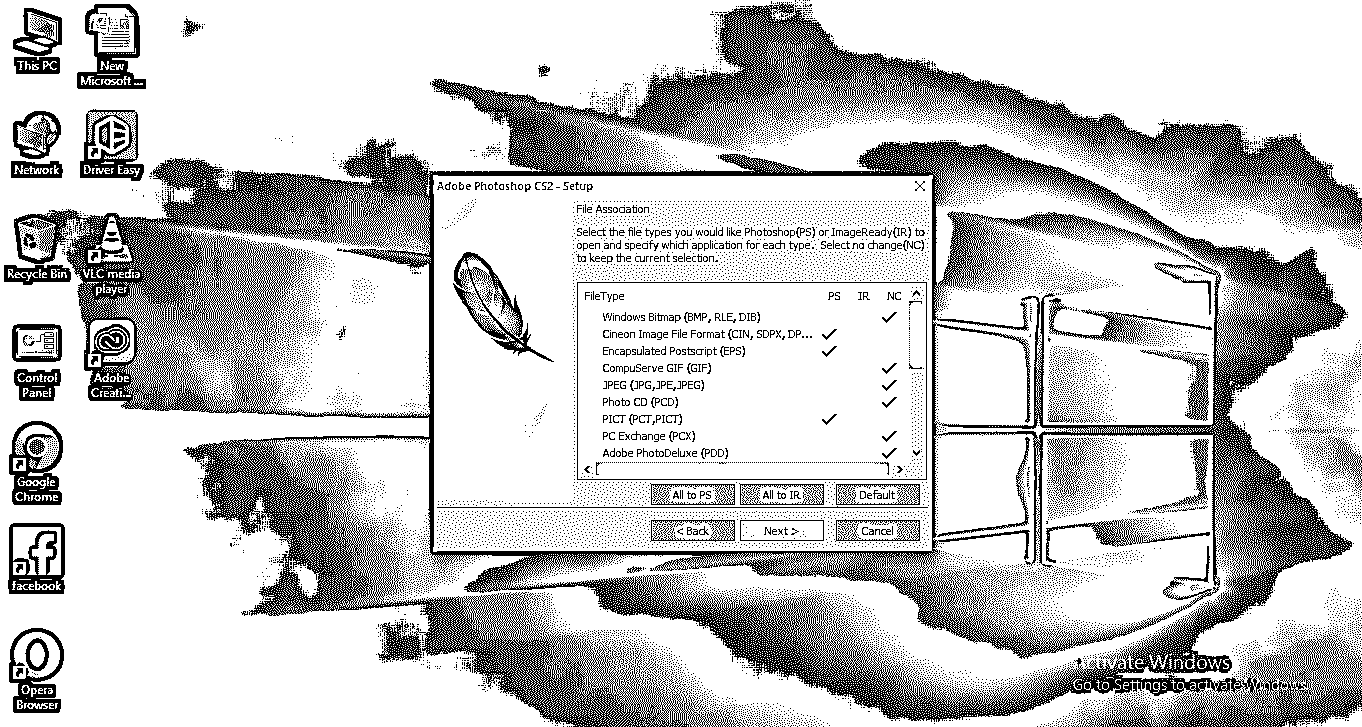 This PC
New
Microsoft ...
Network
Driver Easy
Recycle Bin
VLC media
player
Control
Panel
Adobe
Creati...
Google
Chrome
facebook
Opera
Browser
Adobe Photoshop CS2 - Setup
File Association
Select the file types you would like Photoshop(PS) or ImageReady(IR) to
open and specify which application for each type. Select no change(NC)
to keep the current selection.
FileType PS IR NC
Windows Bitmap (BMP, RLE, DIB)
Cineon Image File Format (CIN, SDPX, DP...
Encapsulated Postscript (EPS)
CompuServe GIF (GIF)
JPEG (JPG,JPE,JPEG)
Photo CD (PCD)
PICT (PCT,PICT)
PC Exchange (PCX)
Adobe PhotoDeluxe (PDD)
All to PS All to IR Default
< Back Next > Cancel
Activate Windows
Go to Settings to activate Windows.